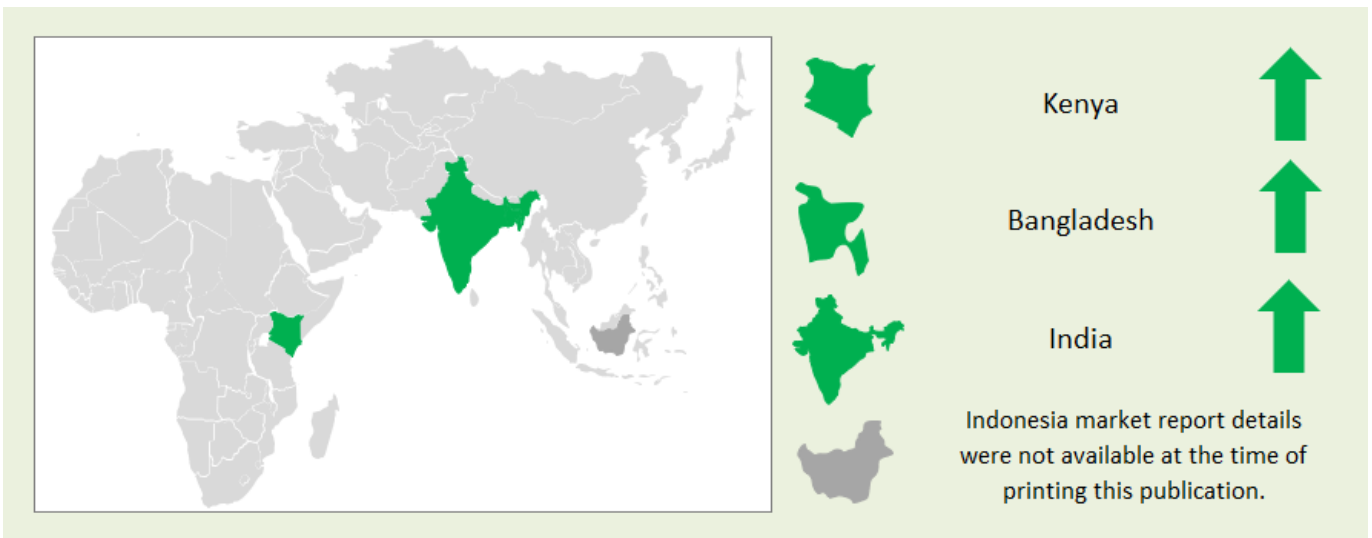 Kenya
Bangladesh
India
Indonesia market report details
were not available at the time of
printing this publication.